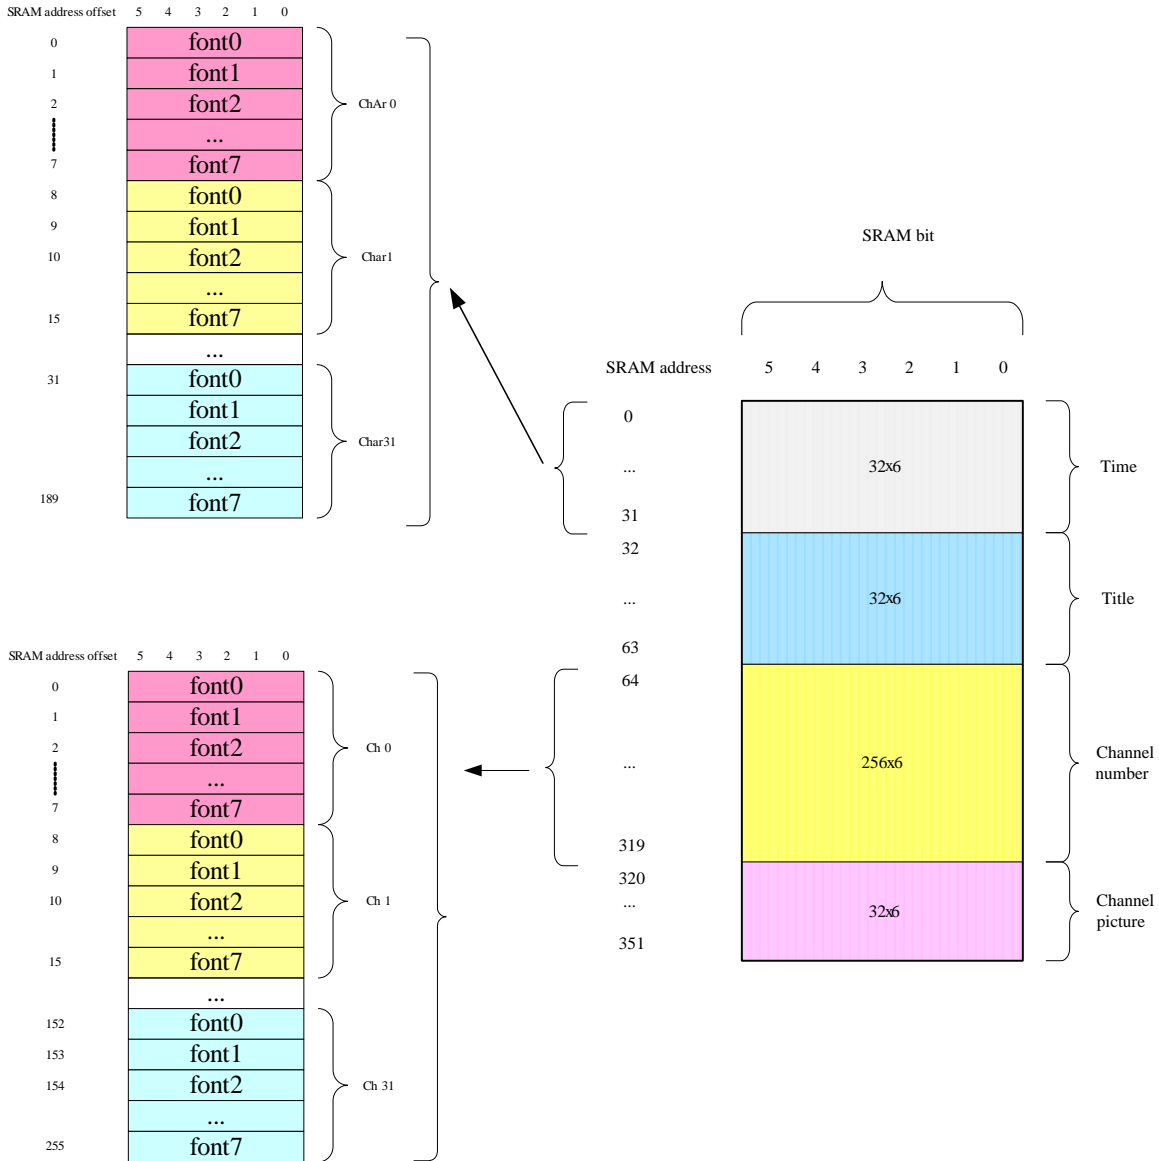 SRAM address offset 5 4 3 2 1 0
0 font0
1 font1
2 font2
...
7 font7
ChAr 0
8 font0
9 font1
10 font2
...
15 font7
Char1
...
31 font0
font1
font2
...
189 font7
Char31
SRAM bit
SRAM address 5 4 3 2 1 0
0
...
31
32x6
Time
32
...
63
32x6
Title
64
...
319
256x6
Channel
number
320
...
351
32x6
Channel
picture
SRAM address offset 5 4 3 2 1 0
0 font0
1 font1
2 font2
...
7 font7
Ch 0
8 font0
9 font1
10 font2
...
15 font7
Ch 1
...
152 font0
153 font1
154 font2
...
255 font7
Ch 31